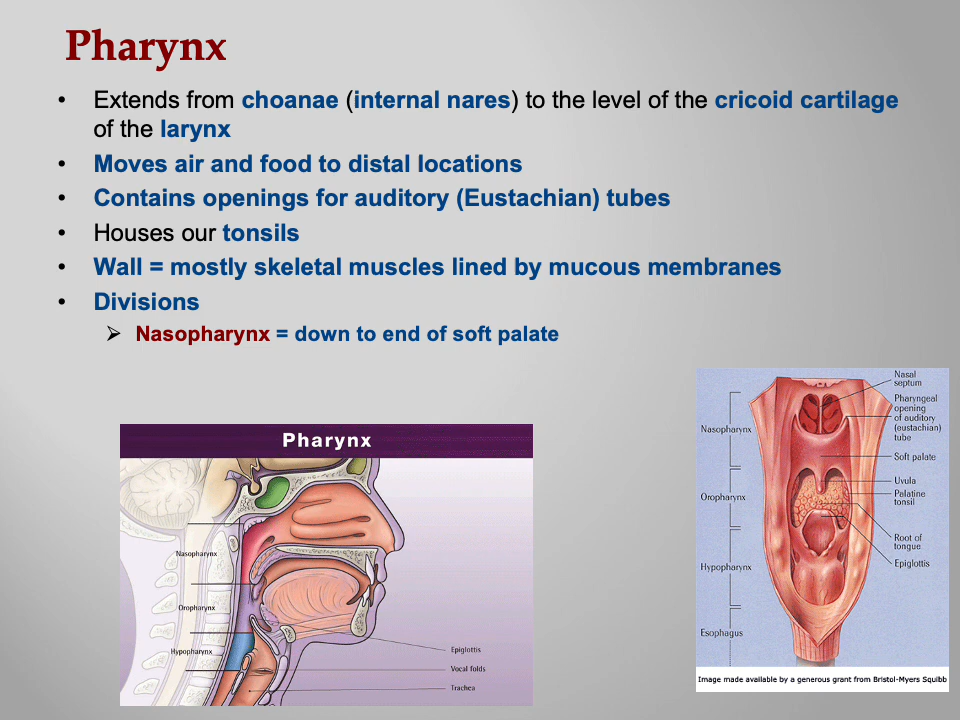 Pharynx
• Extends from choanae (internal nares) to the level of the cricoid cartilage
of the larynx
• Moves air and food to distal locations
• Contains openings for auditory (Eustachian) tubes
• Houses our tonsils
• Wall = mostly skeletal muscles lined by mucous membranes
• Divisions
➢ Nasopharynx = down to end of soft palate
Pharynx
Nasopharynx
Oropharynx
Hypopharynx
Epiglottis
Vocal folds
Trachea
Nasopharynx
Oropharynx
Hypopharynx
Esophagus
Nasal
septum
Pharyngeal
opening
of auditory
(eustachian)
tube
Soft palate
Uvula
Palatine
tonsil
Root of
tongue
Epiglottis
Image made available by a generous grant from Bristol-Myers Squibb